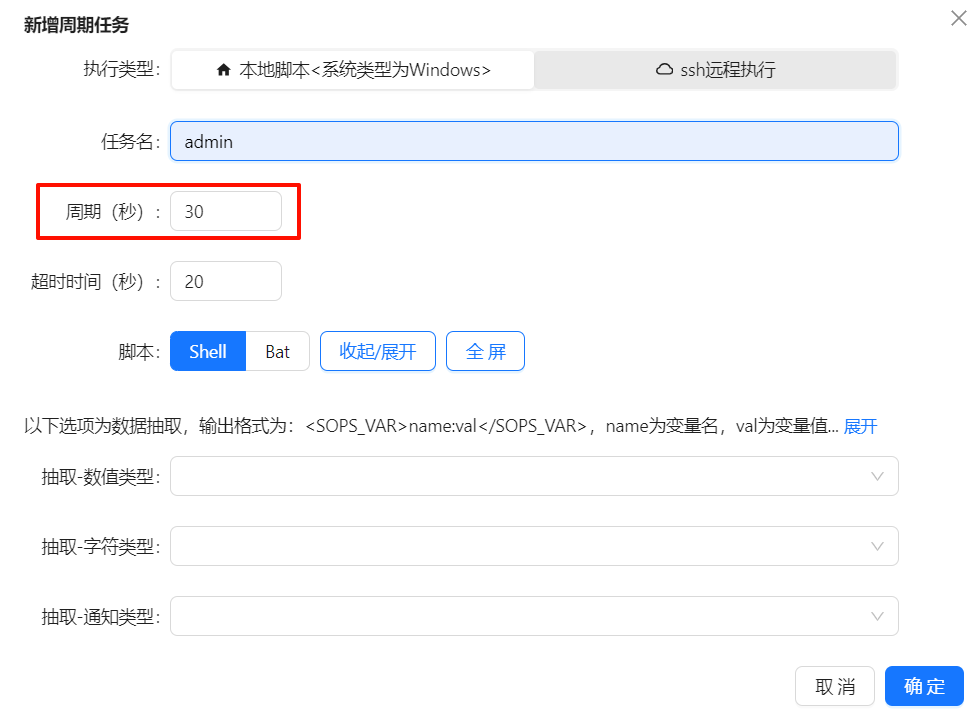 新增周期任务
执行类型: 本地脚本<系统类型为Windows> ssh远程执行
任务名: admin
周期（秒）: 30
超时时间（秒）: 20
脚本: Shell Bat 收起/展开 全 屏
以下选项为数据抽取，输出格式为：<SOPS_VAR>name:val</SOPS_VAR>，name为变量名，val为变量值... 展开
抽取-数值类型:
抽取-字符类型:
抽取-通知类型:
取 消 确 定